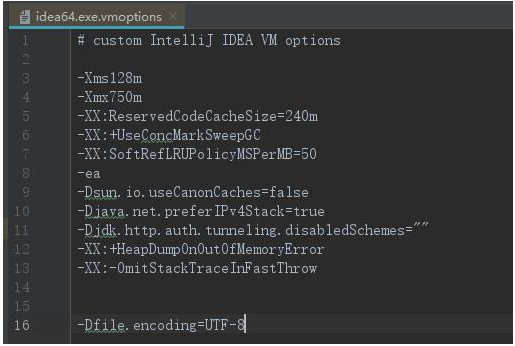 idea64.exe.vmoptions ×
1 # custom IntelliJ IDEA VM options
2
3 -Xms128m
4 -Xmx750m
5 -XX:ReservedCodeCacheSize=240m
6 -XX:+UseConcMarkSweepGC
7 -XX:SoftRefLRUPolicyMSPerMB=50
8 -ea
9 -Dsun.io.useCanonCaches=false
10 -Djava.net.preferIPv4Stack=true
11 -Djdk.http.auth.tunneling.disabledSchemes=""
12 -XX:+HeapDumpOnOutOfMemoryError
13 -XX:-OmitStackTraceInFastThrow
14
15
16 -Dfile.encoding=UTF-8